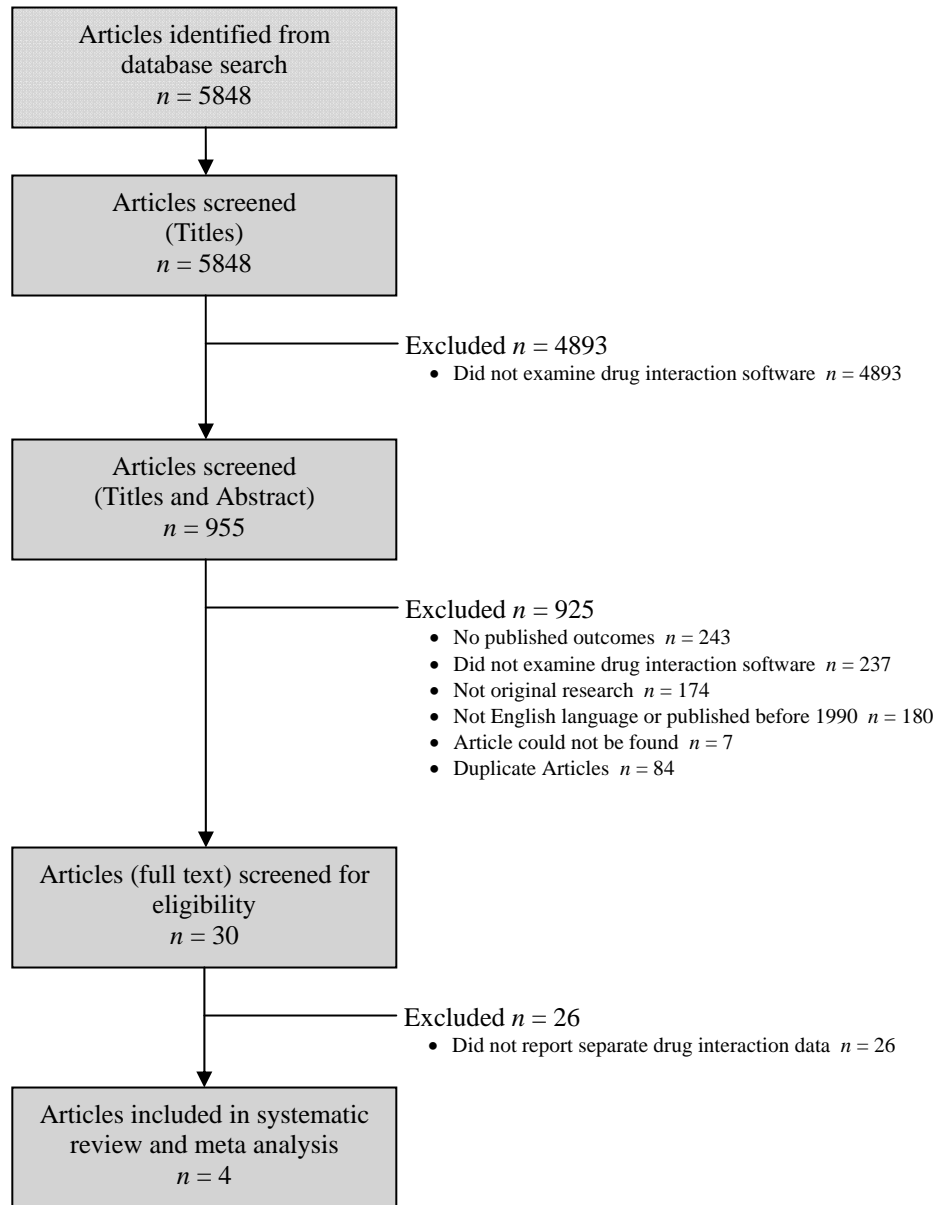 Articles identified from
database search
n = 5848
Articles screened
(Titles)
n = 5848
Excluded n = 4893
• Did not examine drug interaction software n = 4893
Articles screened
(Titles and Abstract)
n = 955
Excluded n = 925
• No published outcomes n = 243
• Did not examine drug interaction software n = 237
• Not original research n = 174
• Not English language or published before 1990 n = 180
• Article could not be found n = 7
• Duplicate Articles n = 84
Articles (full text) screened for
eligibility
n = 30
Excluded n = 26
• Did not report separate drug interaction data n = 26
Articles included in systematic
review and meta analysis
n = 4